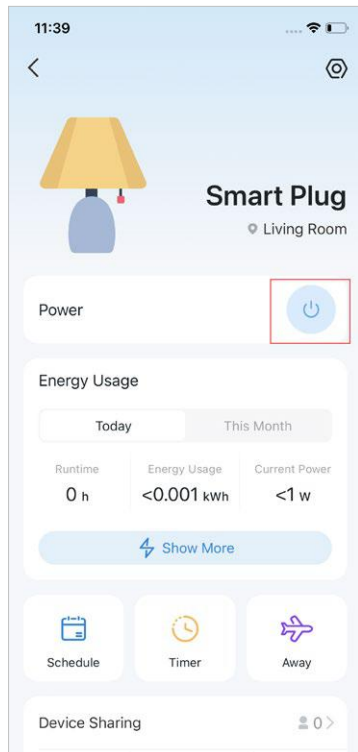 11:39
Smart Plug
Living Room
Power
Energy Usage
Today This Month
Runtime Energy Usage Current Power
0 h <0.001 kWh <1 W
Show More
Schedule Timer Away
Device Sharing 0 >